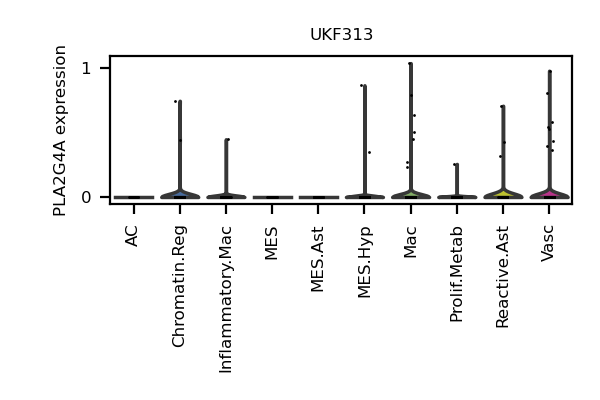 UKF313
PLA2G4A expression
1
0
AC
Chromatin.Reg
Inflammatory.Mac
MES
MES.Ast
MES.Hyp
Mac
Prolif.Metab
Reactive.Ast
Vasc